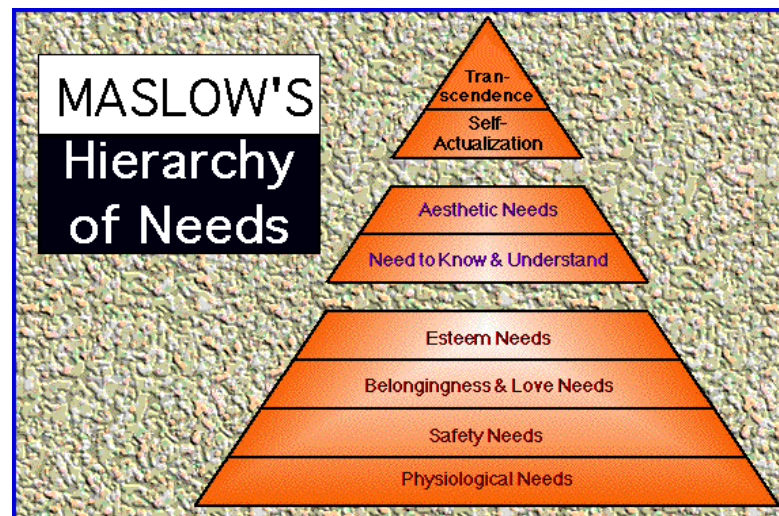 MASLOW'S
Hierarchy
of Needs
Tran-
scendence
Self-
Actualization
Aesthetic Needs
Need to Know & Understand
Esteem Needs
Belongingness & Love Needs
Safety Needs
Physiological Needs